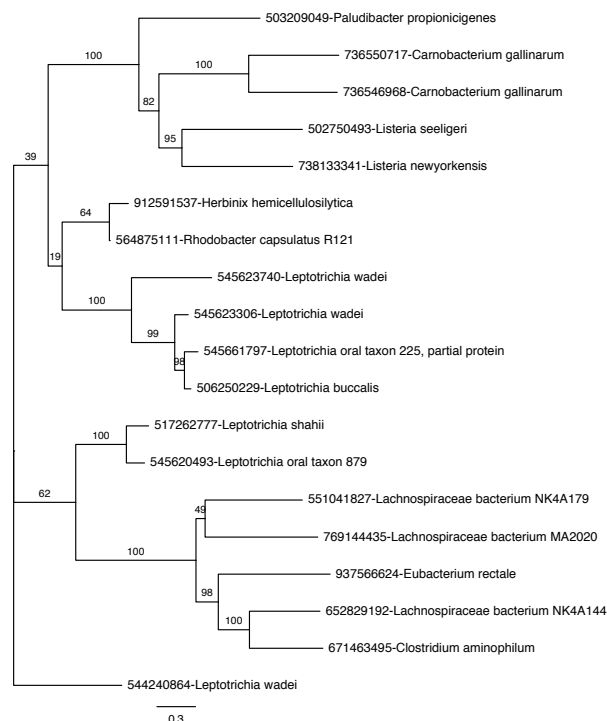 503209049-Paludibacter propionicigenes
100
736550717-Carnobacterium gallinarum
100
736546968-Carnobacterium gallinarum
82
502750493-Listeria seeligeri
95
738133341-Listeria newyorkensis
39
912591537-Herbinix hemicellulosilytica
64
564875111-Rhodobacter capsulatus R121
19
545623740-Leptotrichia wadei
100
545623306-Leptotrichia wadei
99
545661797-Leptotrichia oral taxon 225, partial protein
98
506250229-Leptotrichia buccalis
517262777-Leptotrichia shahii
100
545620493-Leptotrichia oral taxon 879
62
551041827-Lachnospiraceae bacterium NK4A179
49
769144435-Lachnospiraceae bacterium MA2020
100
937566624-Eubacterium rectale
98
652829192-Lachnospiraceae bacterium NK4A144
100
671463495-Clostridium aminophilum
544240864-Leptotrichia wadei
0.3